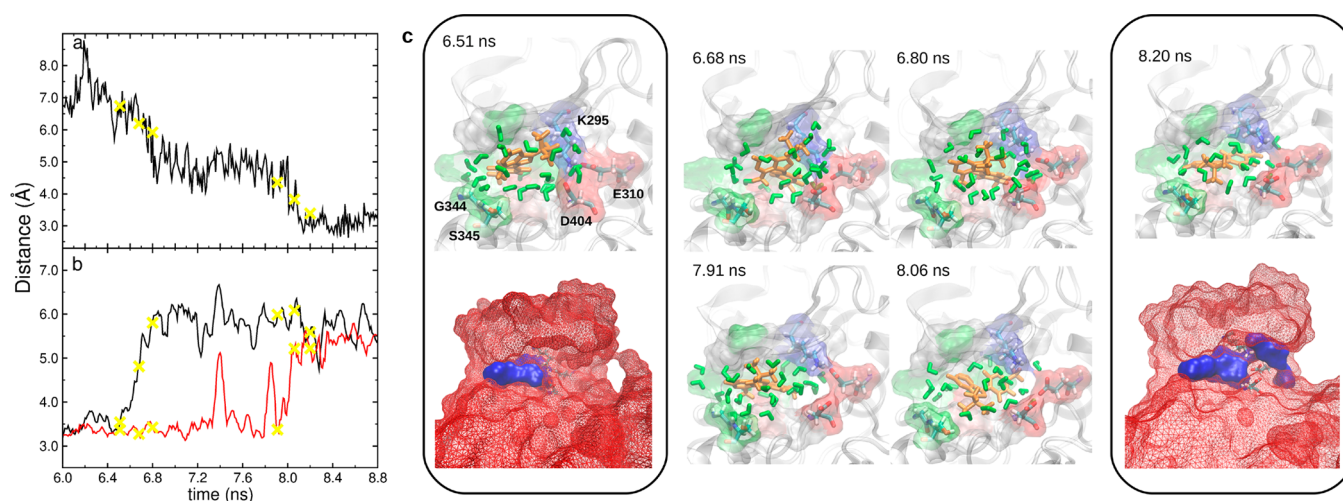 a
8.0
7.0
6.0
5.0
4.0
3.0
Distance (Å)
b
7.0
6.0
5.0
4.0
3.0
6.0 6.4 6.8 7.2 7.6 8.0 8.4 8.8
time (ns)
c
6.51 ns
K295
E310
G344
D404
S345
6.68 ns
6.80 ns
7.91 ns
8.06 ns
8.20 ns